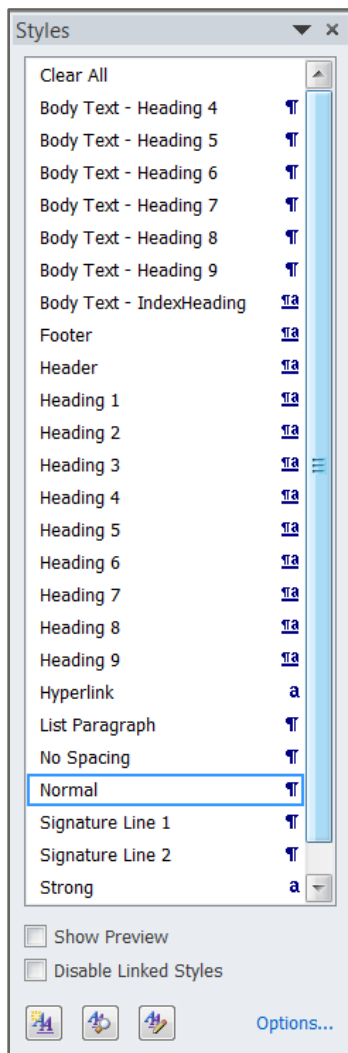 Styles
Clear All
Body Text - Heading 4 ¶
Body Text - Heading 5 ¶
Body Text - Heading 6 ¶
Body Text - Heading 7 ¶
Body Text - Heading 8 ¶
Body Text - Heading 9 ¶
Body Text - IndexHeading ¶a
Footer ¶a
Header ¶a
Heading 1 ¶a
Heading 2 ¶a
Heading 3 ¶a
Heading 4 ¶a
Heading 5 ¶a
Heading 6 ¶a
Heading 7 ¶a
Heading 8 ¶a
Heading 9 ¶a
Hyperlink a
List Paragraph ¶
No Spacing ¶
Normal ¶
Signature Line 1 ¶
Signature Line 2 ¶
Strong a
Show Preview
Disable Linked Styles
Options...